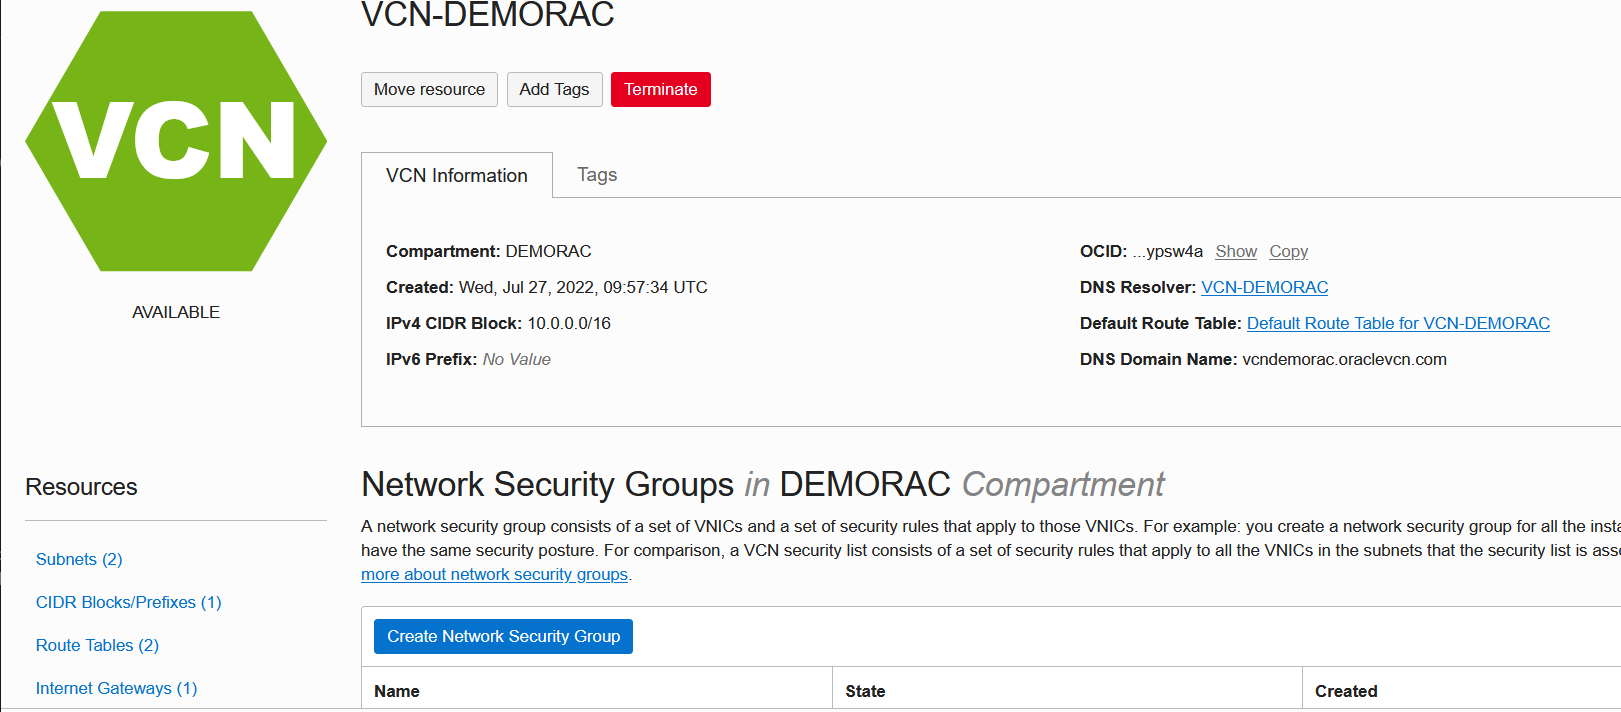 VCN-DEMORAC
VCN
AVAILABLE
Move resource
Add Tags
Terminate
VCN Information
Tags
Compartment: DEMORAC
Created: Wed, Jul 27, 2022, 09:57:34 UTC
IPv4 CIDR Block: 10.0.0.0/16
IPv6 Prefix: No Value
OCID: ...ypsw4a Show Copy
DNS Resolver: VCN-DEMORAC
Default Route Table: Default Route Table for VCN-DEMORAC
DNS Domain Name: vcndemorac.oraclevcn.com
Resources
Subnets (2)
CIDR Blocks/Prefixes (1)
Route Tables (2)
Internet Gateways (1)
Network Security Groups in DEMORAC Compartment
A network security group consists of a set of VNICs and a set of security rules that apply to those VNICs. For example: you create a network security group for all the
have the same security posture. For comparison, a VCN security list consists of a set of security rules that apply to all the VNICs in the subnets that the security list is
more about network security groups.
Create Network Security Group
Name
State
Created